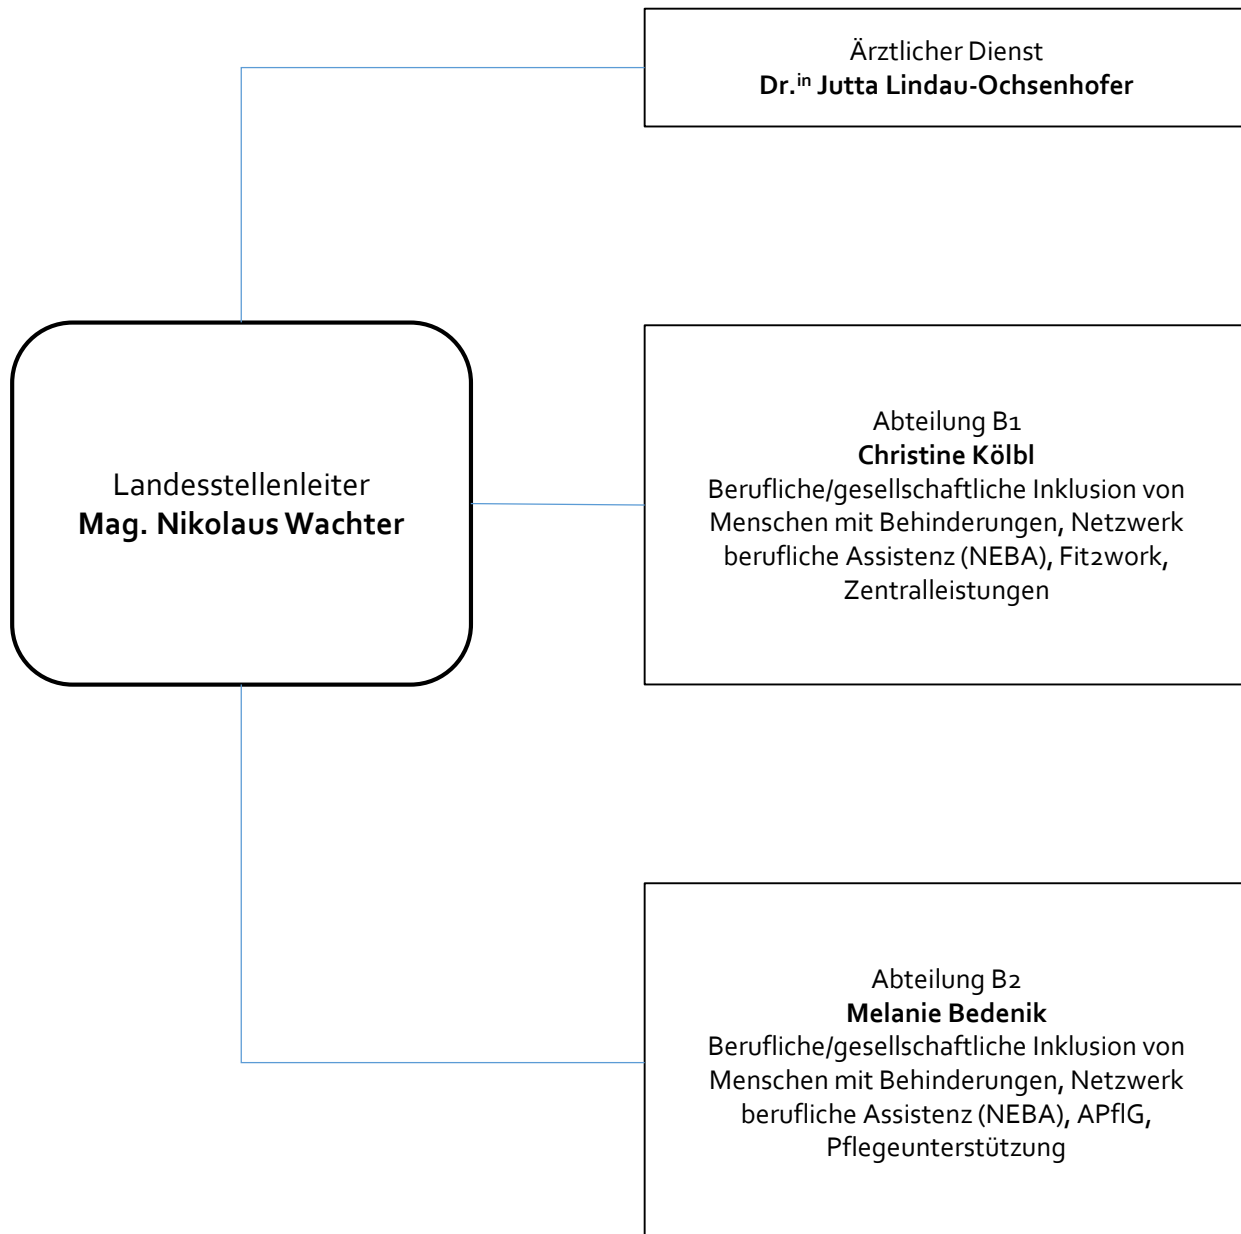 Ärztlicher Dienst
Dr.in Jutta Lindau-Ochsenhofer
Landesstellenleiter
Mag. Nikolaus Wachter
Abteilung B1
Christine Kölbl
Berufliche/gesellschaftliche Inklusion von
Menschen mit Behinderungen, Netzwerk
berufliche Assistenz (NEBA), Fit2work,
Zentralleistungen
Abteilung B2
Melanie Bedenik
Berufliche/gesellschaftliche Inklusion von
Menschen mit Behinderungen, Netzwerk
berufliche Assistenz (NEBA), APflG,
Pflegeunterstützung